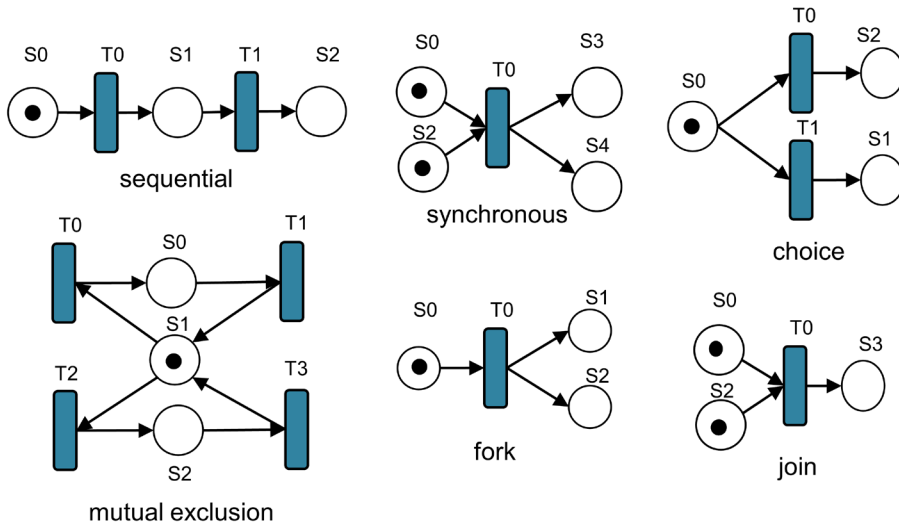 S0 T0 S1 T1 S2
sequential
S0
T0
S3
S2
S4
synchronous
S0
T0
S2
T1
S1
choice
T0
S0
T1
S1
T2
T3
S2
mutual exclusion
S0
T0
S1
S2
fork
S0
T0
S3
S2
join